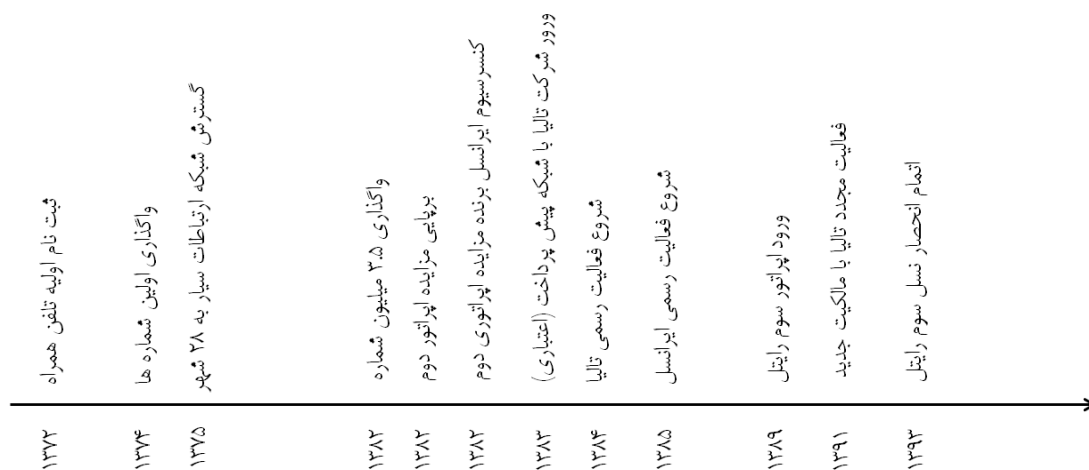 ثبت نام اولیه تلفن همراه
۱۳۷۲
واگذاری اولین شماره ها
۱۳۷۴
گسترش شبکه ارتباطات سیار به ۲۸ شهر
۱۳۷۵
واگذاری ۳.۵ میلیون شماره
۱۳۸۲
برپایی مزایده اپراتور دوم
۱۳۸۲
کنسرسیوم ایرانسل برنده مزایده اپراتوری دوم
۱۳۸۲
ورور شرکت تالیا با شبکه پیش پرداخت (اعتباری)
۱۳۸۳
شروع فعالیت رسمی تالیا
۱۳۸۴
شروع فعالیت رسمی ایرانسل
۱۳۸۵
ورود اپراتور سوم رایتل
۱۳۸۹
فعالیت مجدد تالیا با مالکیت جدید
۱۳۹۱
اتمام انحصار نسل سوم رایتل
۱۳۹۳